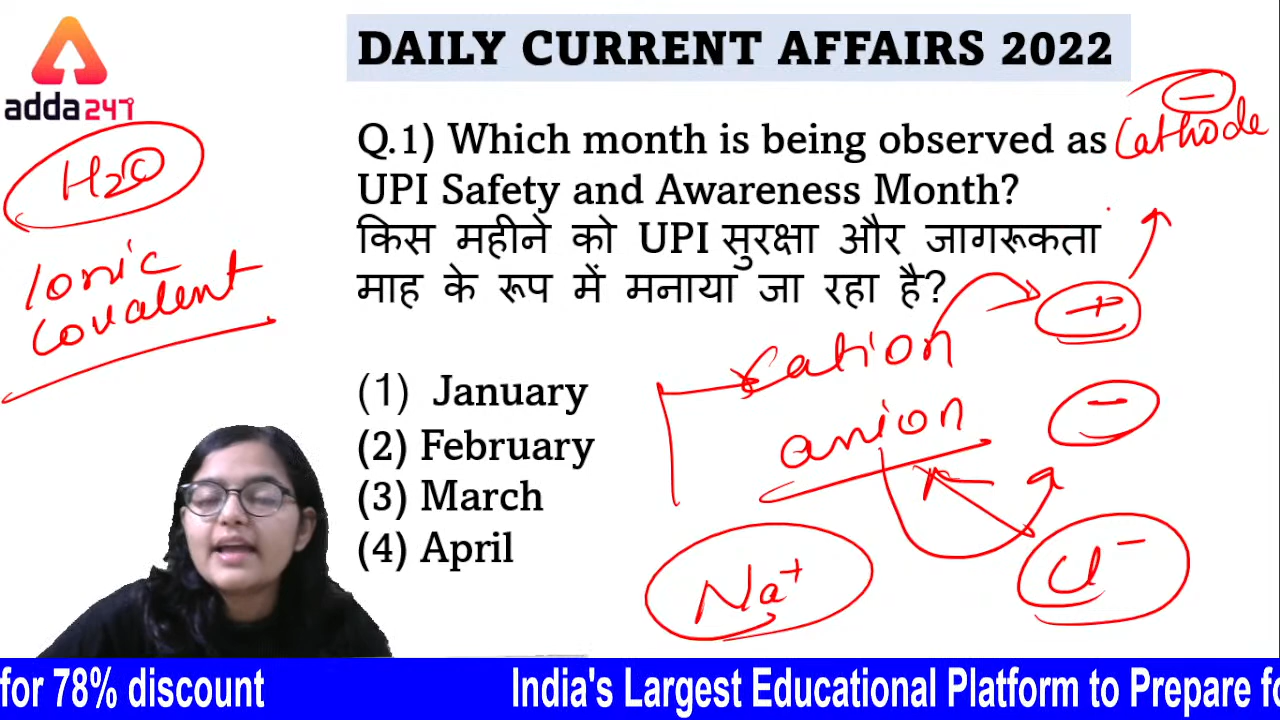 adda247
DAILY CURRENT AFFAIRS 2022
Q.1) Which month is being observed as
UPI Safety and Awareness Month?
किस महीने को UPI सुरक्षा और जागरूकता
माह के रूप में मनाया जा रहा है?
(1) January
(2) February
(3) March
(4) April
H2O
Ionic
Covalent
−
Cathode
cation
+
anion
−
Na+
Cl−
for 78% discount
India's Largest Educational Platform to Prepare fo